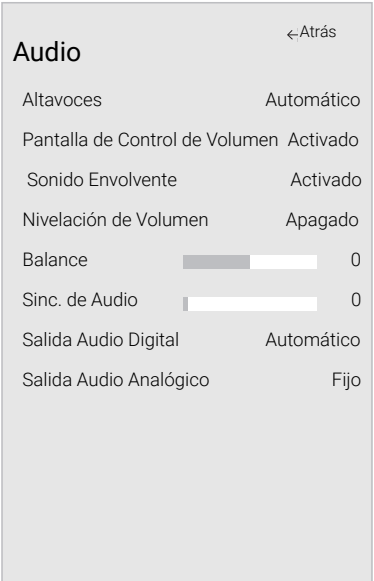 ←Atrás
Audio
Altavoces Automático
Pantalla de Control de Volumen Activado
Sonido Envolvente Activado
Nivelación de Volumen Apagado
Balance 0
Sinc. de Audio 0
Salida Audio Digital Automático
Salida Audio Analógico Fijo